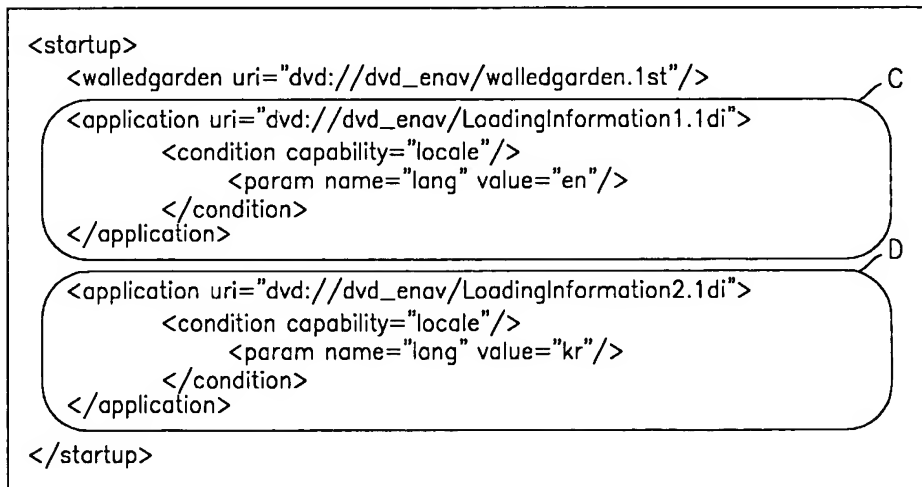 <startup>
<walledgarden uri="dvd://dvd_enav/walledgarden.1st"/>
C
<application uri="dvd://dvd_enav/LoadingInformation1.1di">
<condition capability="locale"/>
<param name="lang" value="en"/>
</condition>
</application>
D
<application uri="dvd://dvd_enav/LoadingInformation2.1di">
<condition capability="locale"/>
<param name="lang" value="kr"/>
</condition>
</application>
</startup>